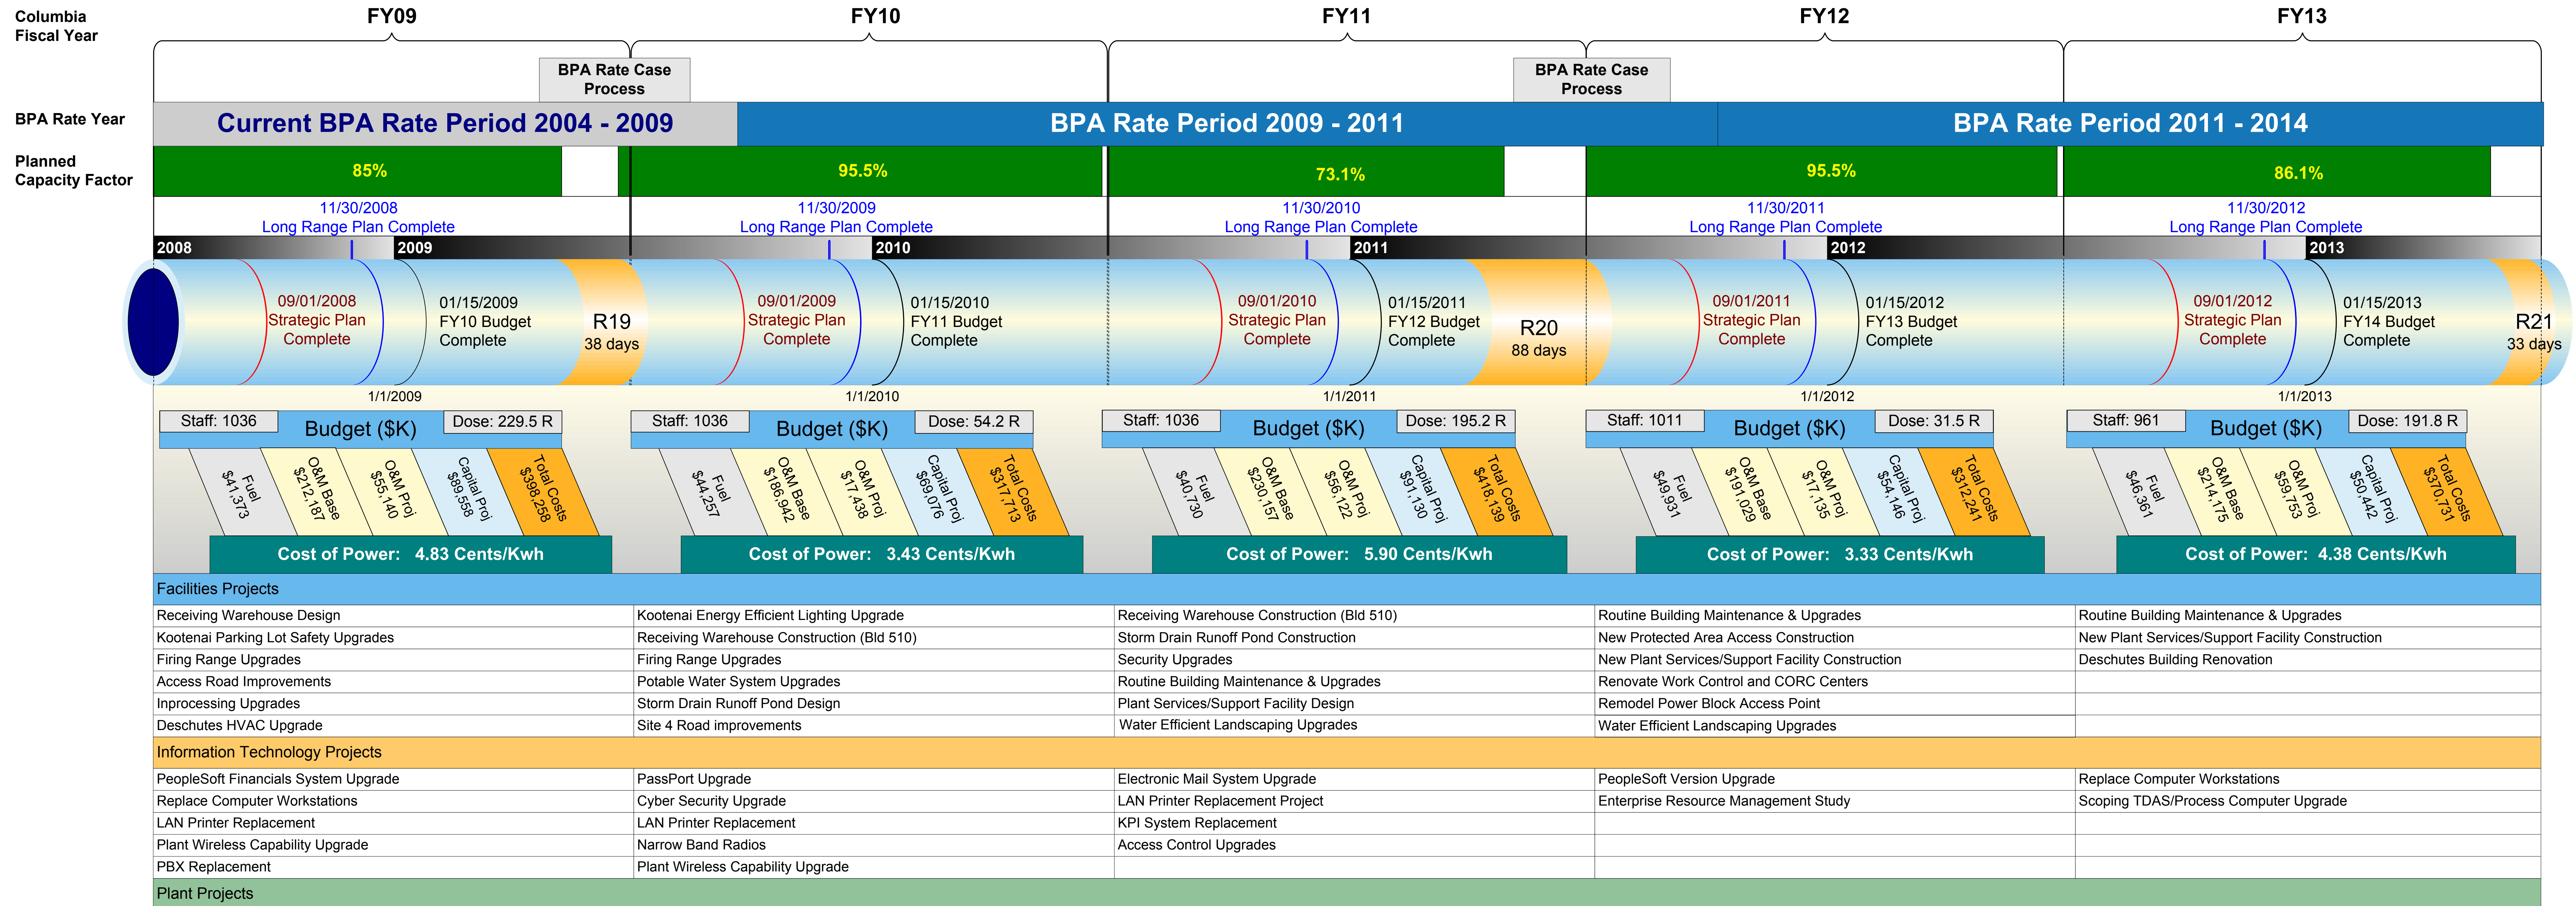 Columbia
Fiscal Year
FY09
FY10
FY11
FY12
FY13
BPA Rate Case
Process
BPA Rate Case
Process
BPA Rate Year
Current BPA Rate Period 2004 - 2009
BPA Rate Period 2009 - 2011
BPA Rate Period 2011 - 2014
Planned
Capacity Factor
85%
95.5%
73.1%
95.5%
86.1%
11/30/2008
Long Range Plan Complete
11/30/2009
Long Range Plan Complete
11/30/2010
Long Range Plan Complete
11/30/2011
Long Range Plan Complete
11/30/2012
Long Range Plan Complete
2008
2009
2010
2011
2012
2013
09/01/2008
Strategic Plan
Complete
01/15/2009
FY10 Budget
Complete
R19
38 days
09/01/2009
Strategic Plan
Complete
01/15/2010
FY11 Budget
Complete
09/01/2010
Strategic Plan
Complete
01/15/2011
FY12 Budget
Complete
R20
88 days
09/01/2011
Strategic Plan
Complete
01/15/2012
FY13 Budget
Complete
09/01/2012
Strategic Plan
Complete
01/15/2013
FY14 Budget
Complete
R21
33 days
1/1/2009
1/1/2010
1/1/2011
1/1/2012
1/1/2013
Staff: 1036
Budget ($K)
Dose: 229.5 R
Fuel
$41,373
O&M Base
$212,187
O&M Proj
$55,140
Capital Proj
$89,558
Total Costs
$398,258
Cost of Power: 4.83 Cents/Kwh
Staff: 1036
Budget ($K)
Dose: 54.2 R
Fuel
$44,257
O&M Base
$186,942
O&M Proj
$17,438
Capital Proj
$69,076
Total Costs
$317,713
Cost of Power: 3.43 Cents/Kwh
Staff: 1036
Budget ($K)
Dose: 195.2 R
Fuel
$40,730
O&M Base
$230,157
O&M Proj
$56,122
Capital Proj
$91,130
Total Costs
$418,139
Cost of Power: 5.90 Cents/Kwh
Staff: 1011
Budget ($K)
Dose: 31.5 R
Fuel
$49,931
O&M Base
$191,029
O&M Proj
$17,135
Capital Proj
$54,146
Total Costs
$312,241
Cost of Power: 3.33 Cents/Kwh
Staff: 961
Budget ($K)
Dose: 191.8 R
Fuel
$46,361
O&M Base
$214,175
O&M Proj
$59,753
Capital Proj
$50,442
Total Costs
$370,731
Cost of Power: 4.38 Cents/Kwh
Facilities Projects
Receiving Warehouse Design
Kootenai Energy Efficient Lighting Upgrade
Receiving Warehouse Construction (Bld 510)
Routine Building Maintenance & Upgrades
Routine Building Maintenance & Upgrades
Kootenai Parking Lot Safety Upgrades
Receiving Warehouse Construction (Bld 510)
Storm Drain Runoff Pond Construction
New Protected Area Access Construction
New Plant Services/Support Facility Construction
Firing Range Upgrades
Firing Range Upgrades
Security Upgrades
New Plant Services/Support Facility Construction
Deschutes Building Renovation
Access Road Improvements
Potable Water System Upgrades
Routine Building Maintenance & Upgrades
Renovate Work Control and CORC Centers
Inprocessing Upgrades
Storm Drain Runoff Pond Design
Plant Services/Support Facility Design
Remodel Power Block Access Point
Deschutes HVAC Upgrade
Site 4 Road improvements
Water Efficient Landscaping Upgrades
Water Efficient Landscaping Upgrades
Information Technology Projects
PeopleSoft Financials System Upgrade
PassPort Upgrade
Electronic Mail System Upgrade
PeopleSoft Version Upgrade
Replace Computer Workstations
Replace Computer Workstations
Cyber Security Upgrade
LAN Printer Replacement Project
Enterprise Resource Management Study
Scoping TDAS/Process Computer Upgrade
LAN Printer Replacement
LAN Printer Replacement
KPI System Replacement
Plant Wireless Capability Upgrade
Narrow Band Radios
Access Control Upgrades
PBX Replacement
Plant Wireless Capability Upgrade
Plant Projects